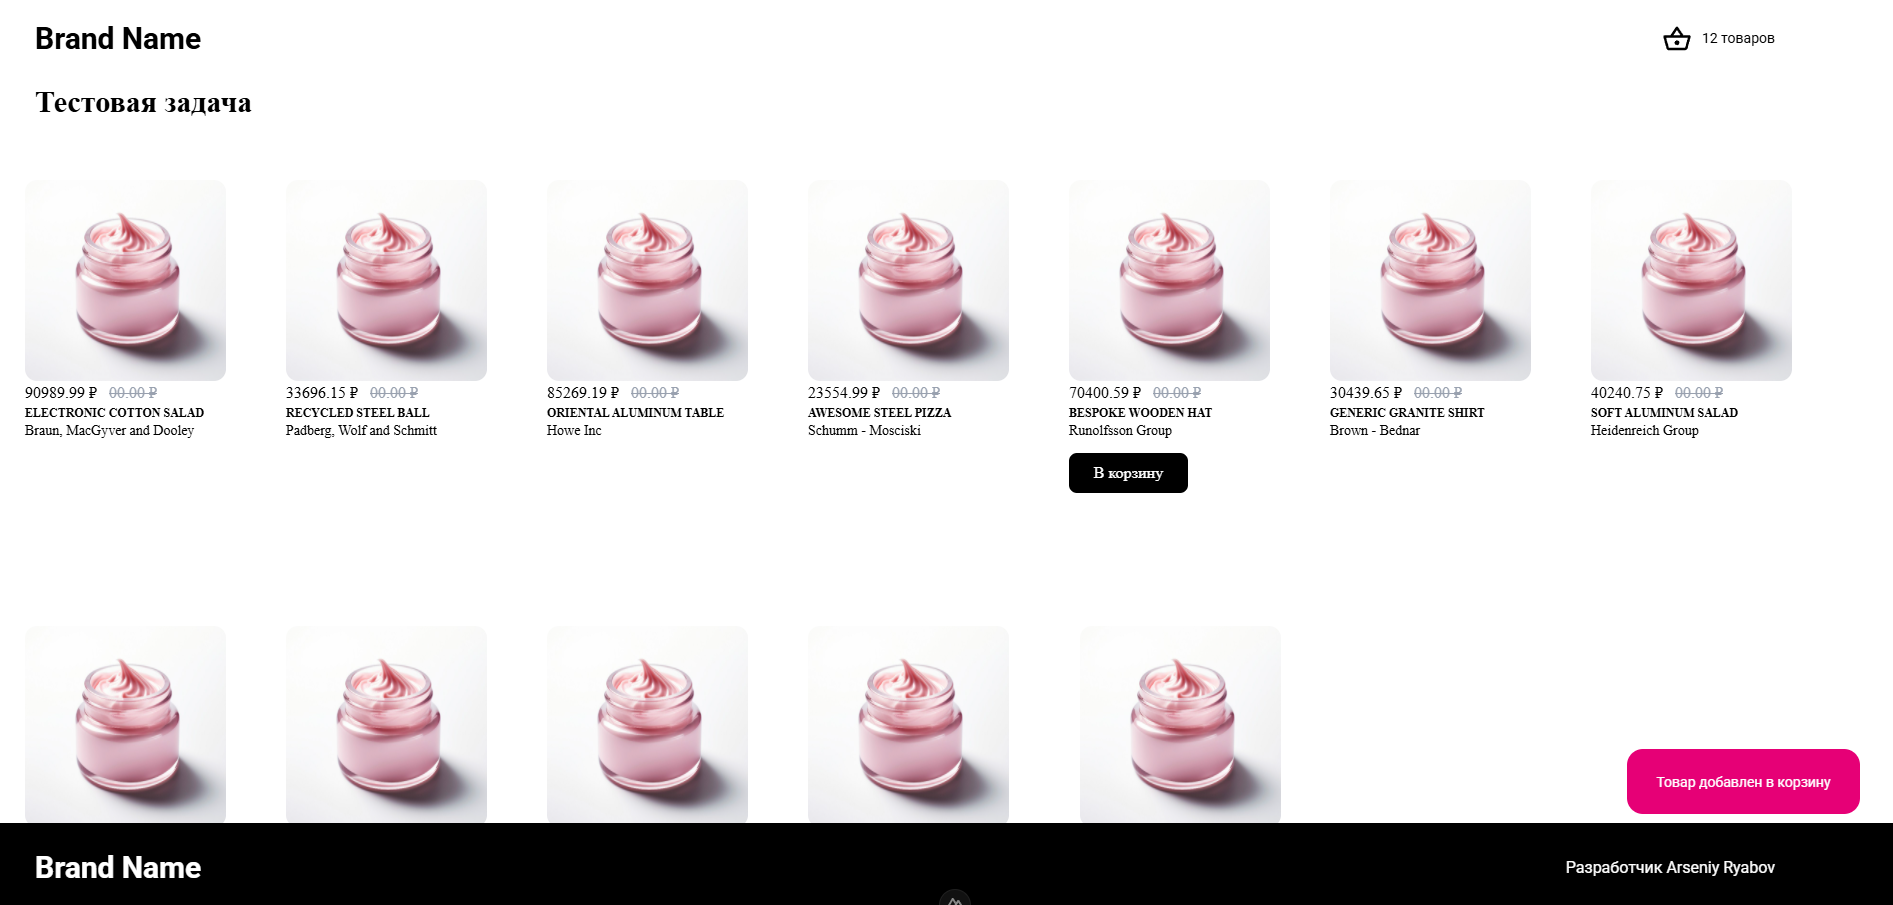 Brand Name
12 товаров
Тестовая задача
90989.99 ₽ 00.00 ₽
ELECTRONIC COTTON SALAD
Braun, MacGyver and Dooley
33696.15 ₽ 00.00 ₽
RECYCLED STEEL BALL
Padberg, Wolf and Schmitt
85269.19 ₽ 00.00 ₽
ORIENTAL ALUMINUM TABLE
Howe Inc
23554.99 ₽ 00.00 ₽
AWESOME STEEL PIZZA
Schumm - Mosciski
70400.59 ₽ 00.00 ₽
BESPOKE WOODEN HAT
Runolfsson Group
В корзину
30439.65 ₽ 00.00 ₽
GENERIC GRANITE SHIRT
Brown - Bednar
40240.75 ₽ 00.00 ₽
SOFT ALUMINUM SALAD
Heidenreich Group
Товар добавлен в корзину
Brand Name
Разработчик Arseniy Ryabov